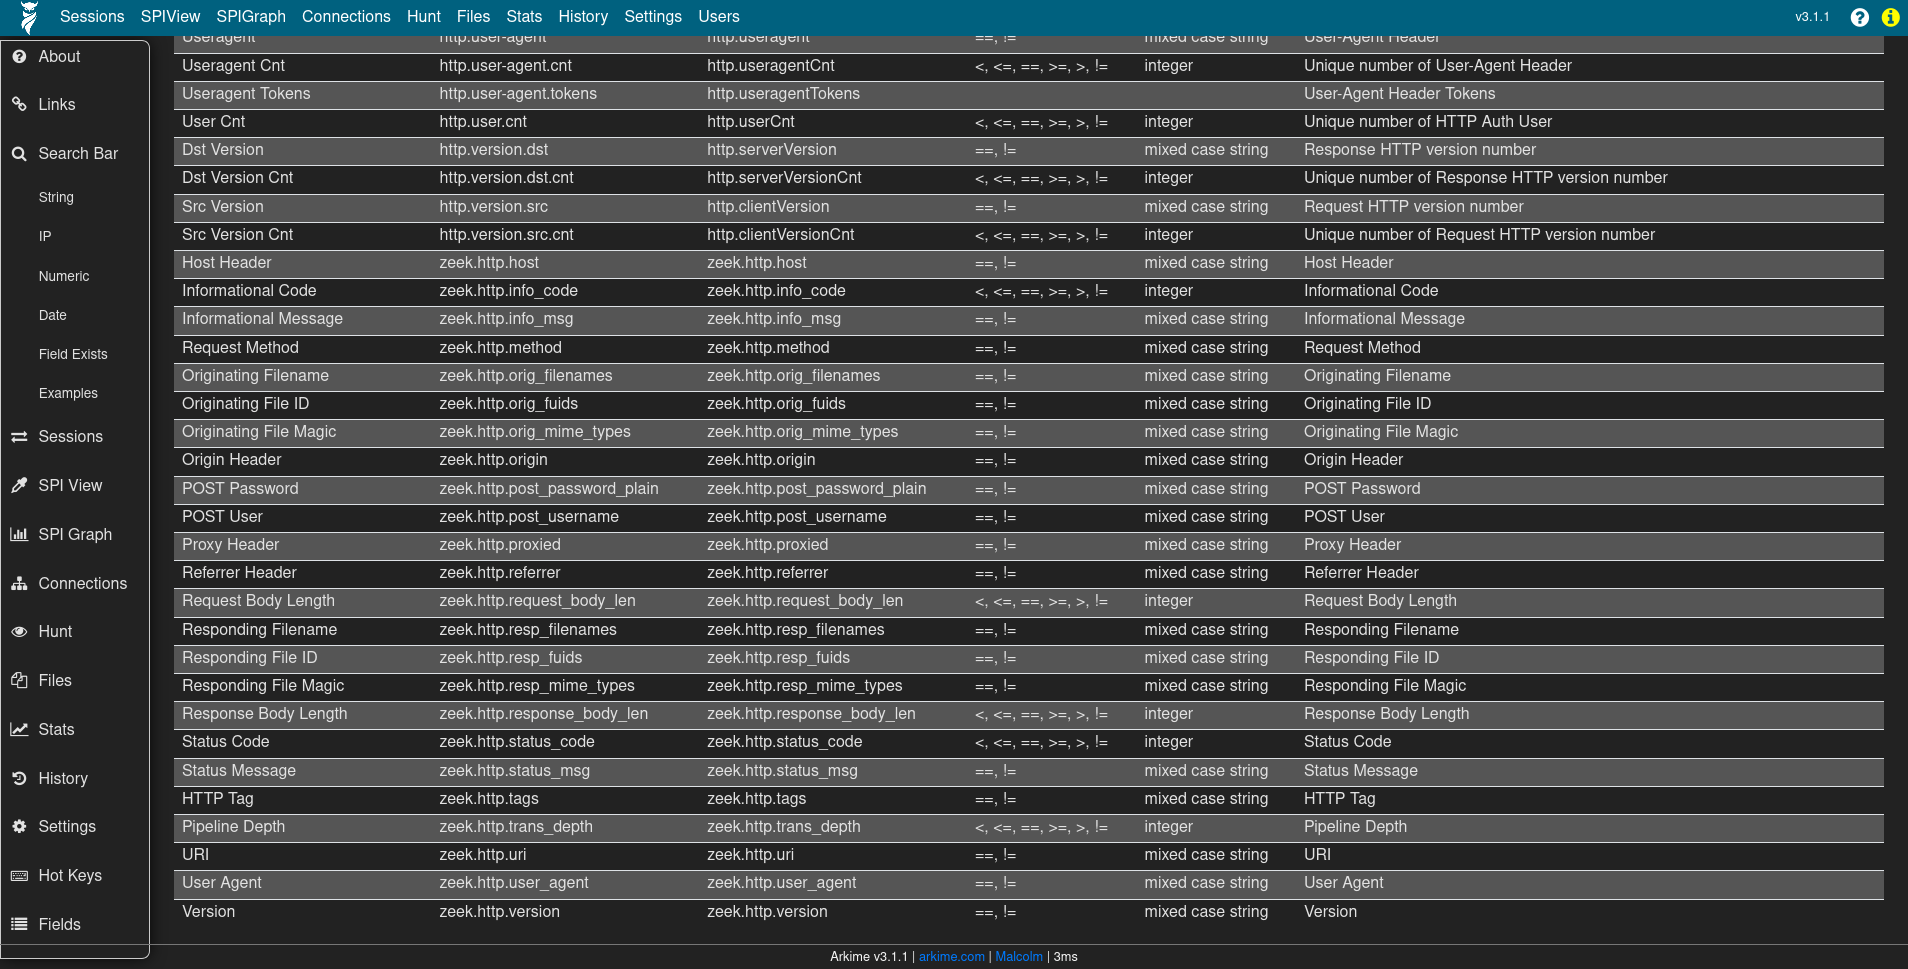 Sessions SPIView SPIGraph Connections Hunt Files Stats History Settings Users v3.1.1
About
Links
Search Bar
String
IP
Numeric
Date
Field Exists
Examples
Sessions
SPI View
SPI Graph
Connections
Hunt
Files
Stats
History
Settings
Hot Keys
Fields
Useragent http.user-agent http.useragent ==, != mixed case string User-Agent Header
Useragent Cnt http.user-agent.cnt http.useragentCnt <, <=, ==, >=, >, != integer Unique number of User-Agent Header
Useragent Tokens http.user-agent.tokens http.useragentTokens User-Agent Header Tokens
User Cnt http.user.cnt http.userCnt <, <=, ==, >=, >, != integer Unique number of HTTP Auth User
Dst Version http.version.dst http.serverVersion ==, != mixed case string Response HTTP version number
Dst Version Cnt http.version.dst.cnt http.serverVersionCnt <, <=, ==, >=, >, != integer Unique number of Response HTTP version number
Src Version http.version.src http.clientVersion ==, != mixed case string Request HTTP version number
Src Version Cnt http.version.src.cnt http.clientVersionCnt <, <=, ==, >=, >, != integer Unique number of Request HTTP version number
Host Header zeek.http.host zeek.http.host ==, != mixed case string Host Header
Informational Code zeek.http.info_code zeek.http.info_code <, <=, ==, >=, >, != integer Informational Code
Informational Message zeek.http.info_msg zeek.http.info_msg ==, != mixed case string Informational Message
Request Method zeek.http.method zeek.http.method ==, != mixed case string Request Method
Originating Filename zeek.http.orig_filenames zeek.http.orig_filenames ==, != mixed case string Originating Filename
Originating File ID zeek.http.orig_fuids zeek.http.orig_fuids ==, != mixed case string Originating File ID
Originating File Magic zeek.http.orig_mime_types zeek.http.orig_mime_types ==, != mixed case string Originating File Magic
Origin Header zeek.http.origin zeek.http.origin ==, != mixed case string Origin Header
POST Password zeek.http.post_password_plain zeek.http.post_password_plain ==, != mixed case string POST Password
POST User zeek.http.post_username zeek.http.post_username ==, != mixed case string POST User
Proxy Header zeek.http.proxied zeek.http.proxied ==, != mixed case string Proxy Header
Referrer Header zeek.http.referrer zeek.http.referrer ==, != mixed case string Referrer Header
Request Body Length zeek.http.request_body_len zeek.http.request_body_len <, <=, ==, >=, >, != integer Request Body Length
Responding Filename zeek.http.resp_filenames zeek.http.resp_filenames ==, != mixed case string Responding Filename
Responding File ID zeek.http.resp_fuids zeek.http.resp_fuids ==, != mixed case string Responding File ID
Responding File Magic zeek.http.resp_mime_types zeek.http.resp_mime_types ==, != mixed case string Responding File Magic
Response Body Length zeek.http.response_body_len zeek.http.response_body_len <, <=, ==, >=, >, != integer Response Body Length
Status Code zeek.http.status_code zeek.http.status_code <, <=, ==, >=, >, != integer Status Code
Status Message zeek.http.status_msg zeek.http.status_msg ==, != mixed case string Status Message
HTTP Tag zeek.http.tags zeek.http.tags ==, != mixed case string HTTP Tag
Pipeline Depth zeek.http.trans_depth zeek.http.trans_depth <, <=, ==, >=, >, != integer Pipeline Depth
URI zeek.http.uri zeek.http.uri ==, != mixed case string URI
User Agent zeek.http.user_agent zeek.http.user_agent ==, != mixed case string User Agent
Version zeek.http.version zeek.http.version ==, != mixed case string Version
Arkime v3.1.1 | arkime.com | Malcolm | 3ms